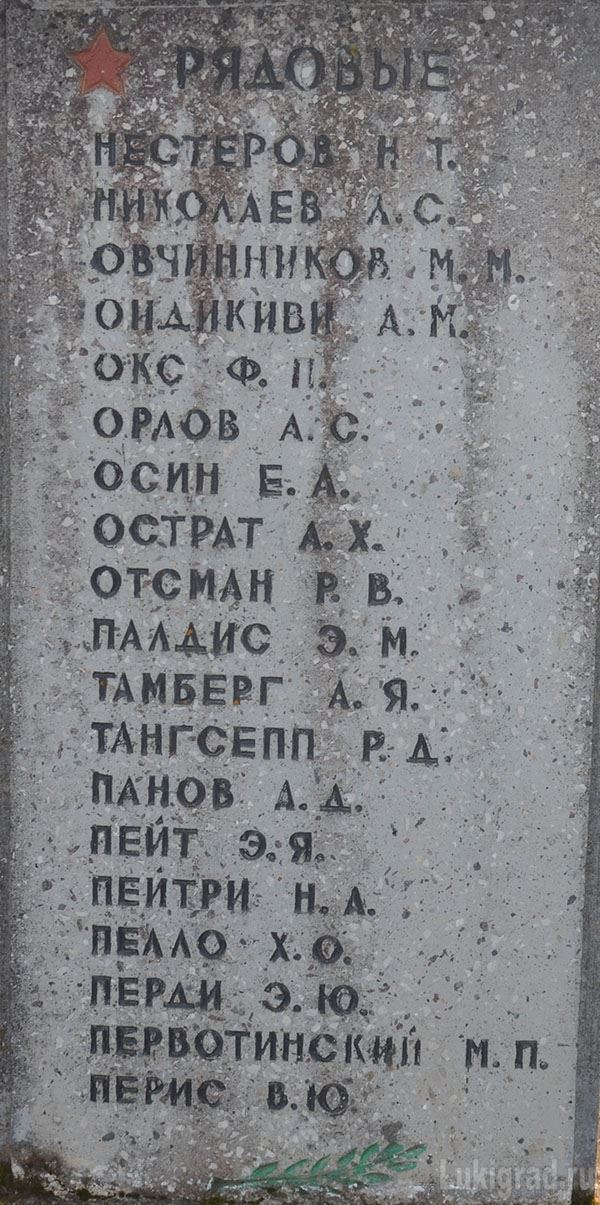 РЯДОВЫЕ
НЕСТЕРОВ Н Т.
НИКОЛАЕВ А.С.
ОВЧИННИКОВ М.М.
ОНДИКИВИ А.М.
ОКС Ф.П.
ОРЛОВ А.С.
ОСИН Е.А.
ОСТРАТ А.Х.
ОТСМАН Р.В.
ПАЛДИС Э.М.
ТАМБЕРГ А.Я.
ТАНГСЕПП Р.Д.
ПАНОВ А.Д.
ПЕЙТ Э.Я.
ПЕЙТРИ Н.А.
ПЕЛЛО Х.О.
ПЕРДИ Э.Ю.
ПЕРВОТИНСКИЙ М.П.
ПЕРИС В.Ю
Lukigrad.ru